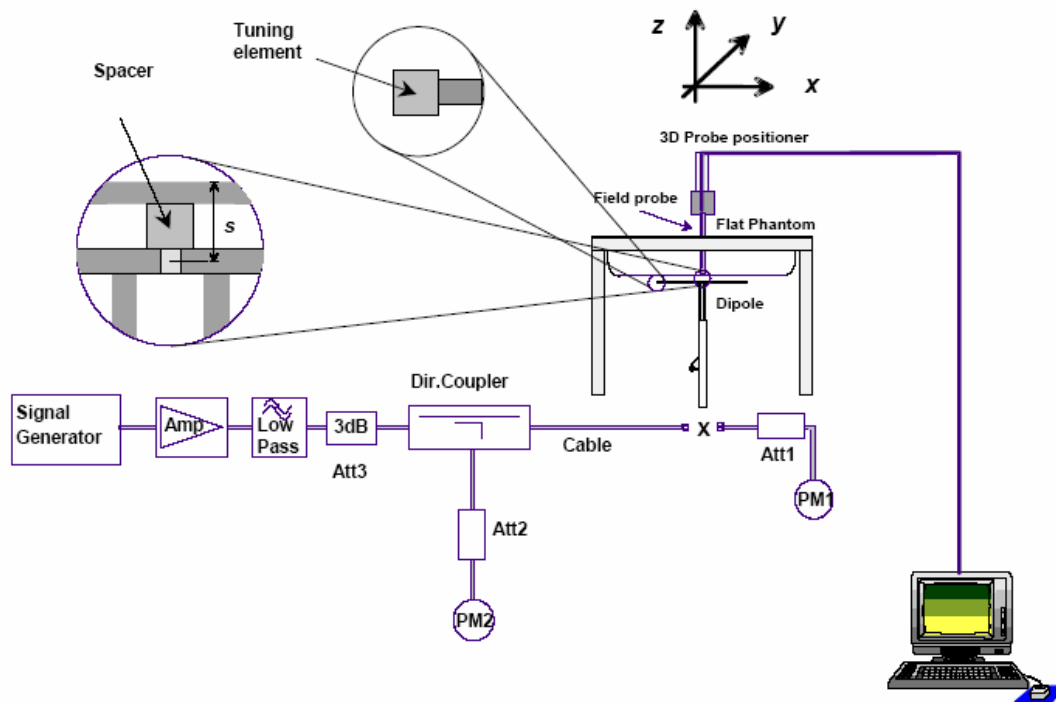 Tuning
element
Spacer
z
y
x
3D Probe positioner
Field probe
Flat Phantom
s
Dipole
Dir.Coupler
Signal
Generator
Amp
Low
Pass
3dB
Att3
Cable
X
Att1
PM1
Att2
PM2